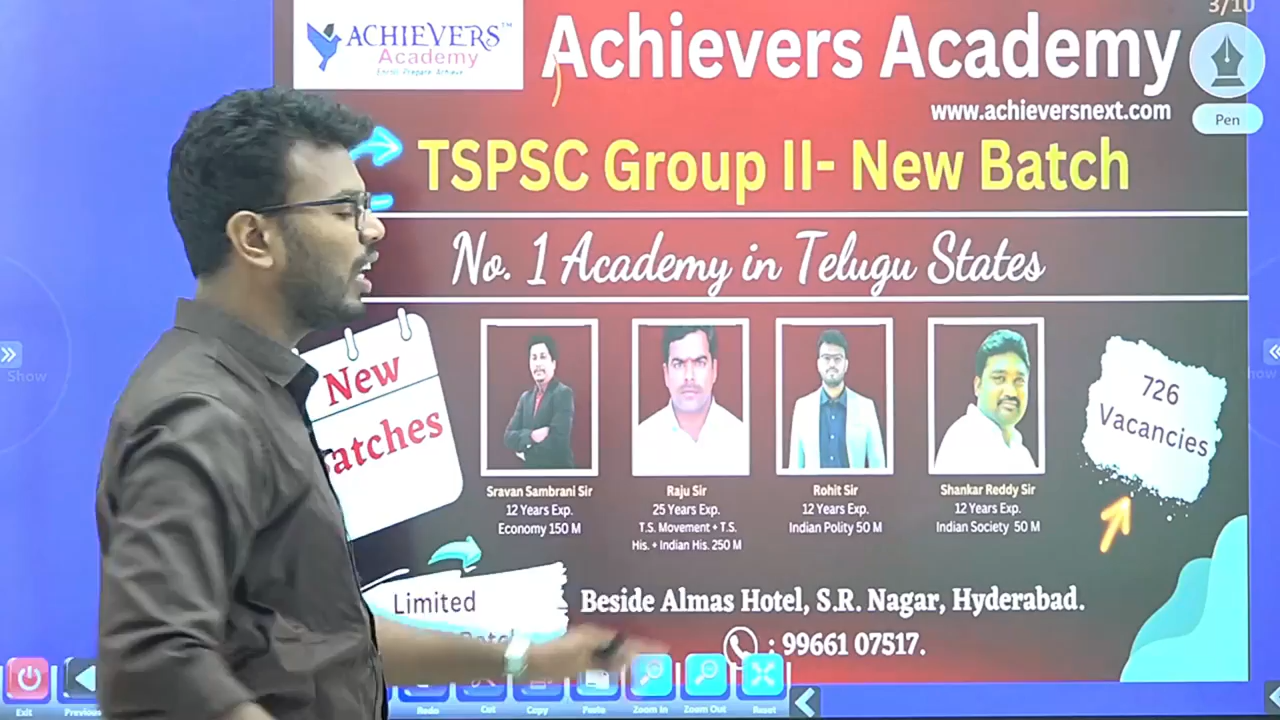 3/10
ACHIEVERS™
Academy
Enroll. Prepare. Achieve.
Achievers Academy
www.achieversnext.com
Pen
TSPSC Group II- New Batch
No. 1 Academy in Telugu States
New
atches
726
Vacancies
Show
how
Sravan Sambrani Sir
12 Years Exp.
Economy 150 M
Raju Sir
25 Years Exp.
T.S. Movement + T.S.
His. + Indian His. 250 M
Rohit Sir
12 Years Exp.
Indian Polity 50 M
Shankar Reddy Sir
12 Years Exp.
Indian Society 50 M
Limited
Beside Almas Hotel, S.R. Nagar, Hyderabad.
: 99661 07517.
Exit Previous Redo Cut Copy Paste Zoom In Zoom Out Reset